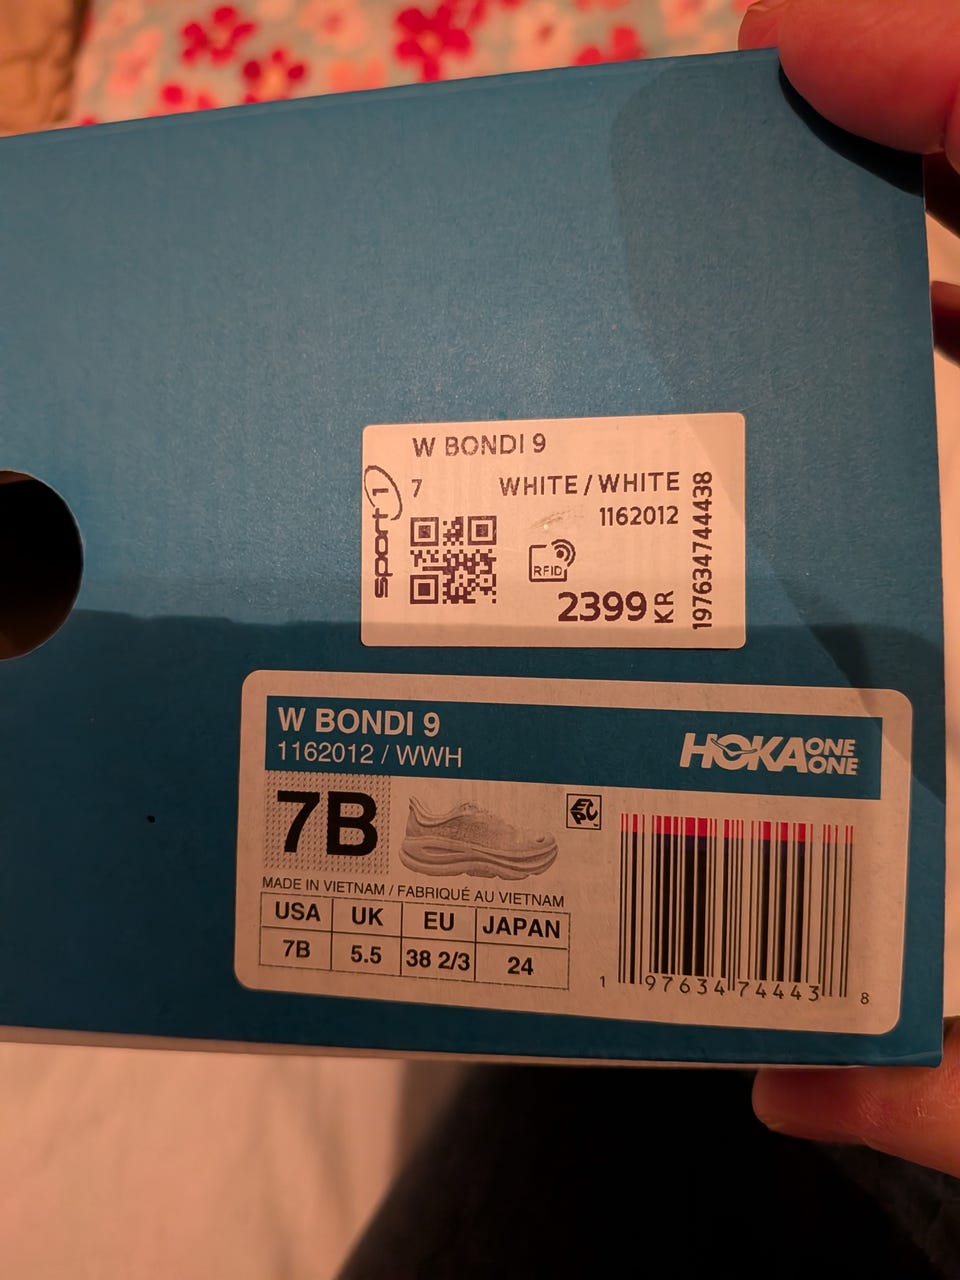 W BONDI 9
7 WHITE / WHITE
1162012
sport1
RFID
2399 KR
197634744438
W BONDI 9
1162012 / WWH
HOKA ONE ONE
7B
EPC
MADE IN VIETNAM / FABRIQUÉ AU VIETNAM
USA UK EU JAPAN
7B 5.5 38 2/3 24
1 97634 74443 8